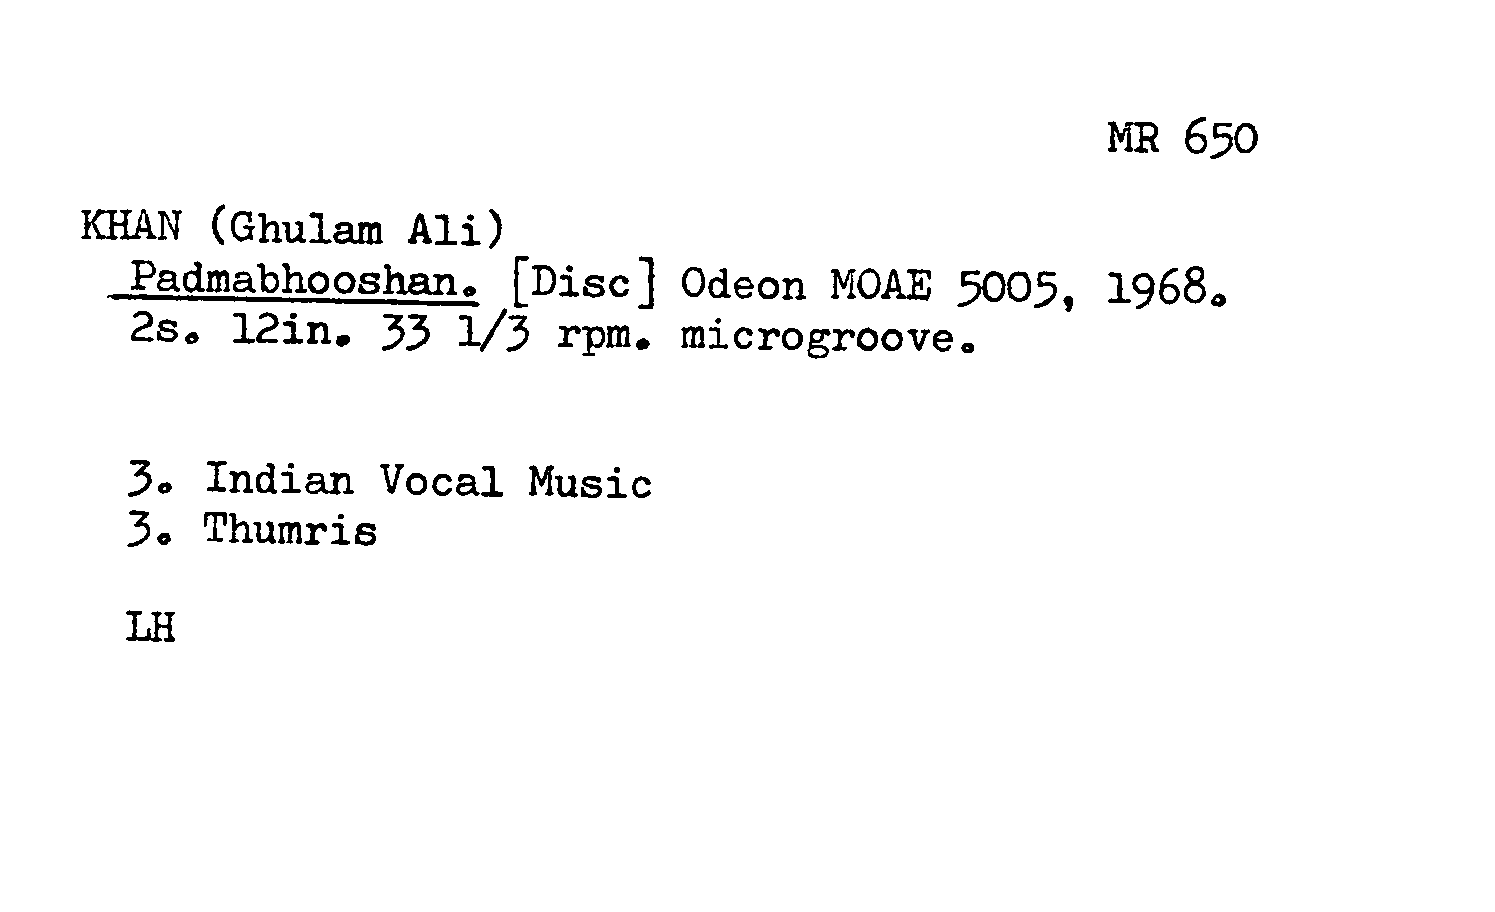 MR 650
KHAN (Ghulam Ali)
Padmabhooshan. [Disc] Odeon MOAE 5005, 1968.
2s. 12in. 33 1/3 rpm. microgroove.
3. Indian Vocal Music
3. Thumris
LH